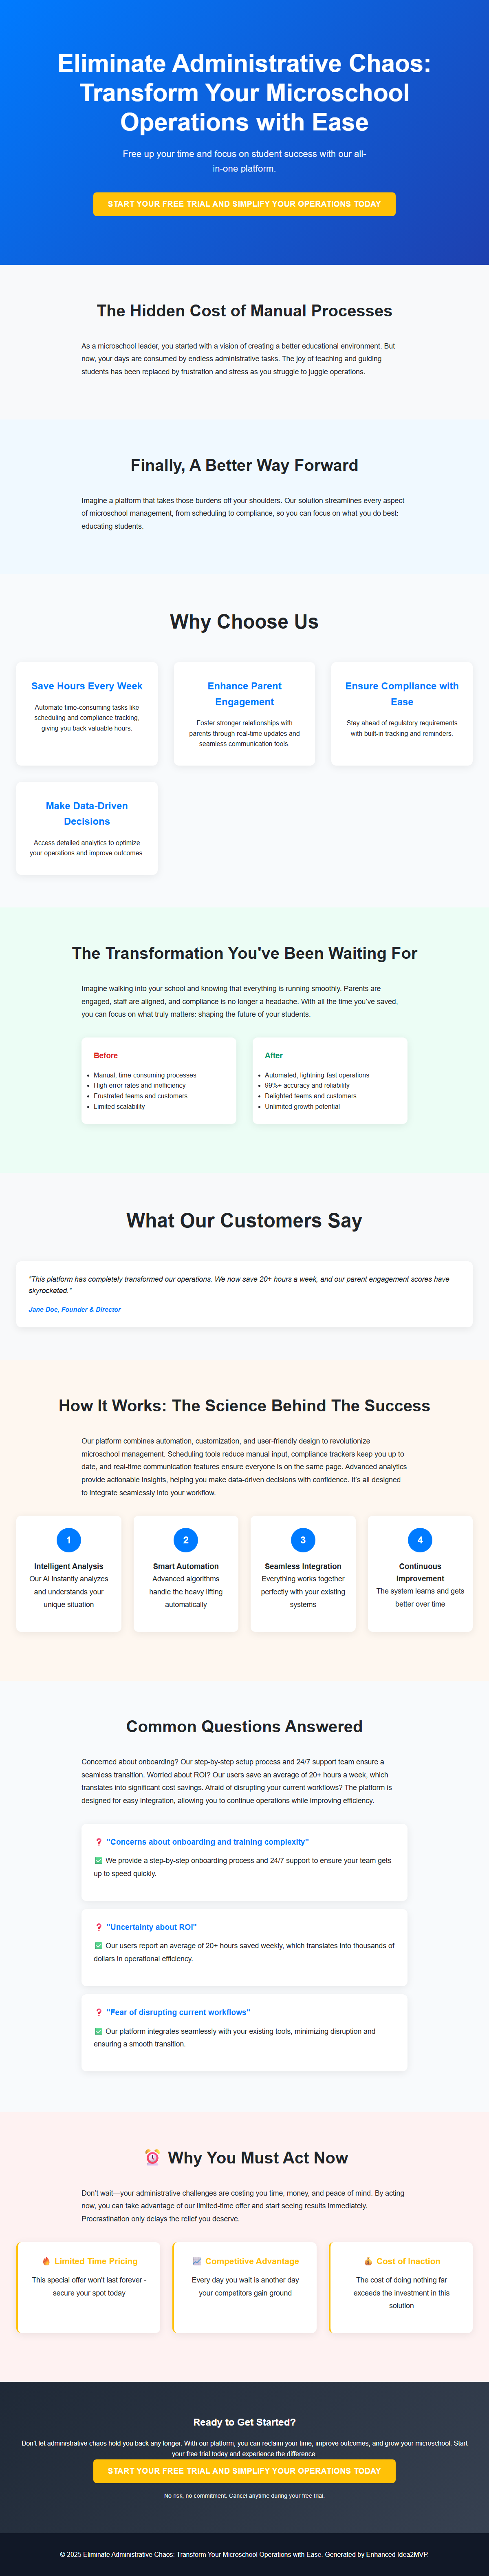 Eliminate Administrative Chaos:
Transform Your Microschool
Operations with Ease
Free up your time and focus on student success with our all-
in-one platform.
START YOUR FREE TRIAL AND SIMPLIFY YOUR OPERATIONS TODAY
The Hidden Cost of Manual Processes
As a microschool leader, you started with a vision of creating a better educational environment. But
now, your days are consumed by endless administrative tasks. The joy of teaching and guiding
students has been replaced by frustration and stress as you struggle to juggle operations.
Finally, A Better Way Forward
Imagine a platform that takes those burdens off your shoulders. Our solution streamlines every aspect
of microschool management, from scheduling to compliance, so you can focus on what you do best:
educating students.
Why Choose Us
Save Hours Every Week
Automate time-consuming tasks like
scheduling and compliance tracking,
giving you back valuable hours.
Enhance Parent
Engagement
Foster stronger relationships with
parents through real-time updates and
seamless communication tools.
Ensure Compliance with
Ease
Stay ahead of regulatory requirements
with built-in tracking and reminders.
Make Data-Driven
Decisions
Access detailed analytics to optimize
your operations and improve outcomes.
The Transformation You've Been Waiting For
Imagine walking into your school and knowing that everything is running smoothly. Parents are
engaged, staff are aligned, and compliance is no longer a headache. With all the time you've saved,
you can focus on what truly matters: shaping the future of your students.
Before
• Manual, time-consuming processes
• High error rates and inefficiency
• Frustrated teams and customers
• Limited scalability
After
• Automated, lightning-fast operations
• 99%+ accuracy and reliability
• Delighted teams and customers
• Unlimited growth potential
What Our Customers Say
"This platform has completely transformed our operations. We now save 20+ hours a week, and our parent engagement scores have
skyrocketed."
Jane Doe, Founder & Director
How It Works: The Science Behind The Success
Our platform combines automation, customization, and user-friendly design to revolutionize
microschool management. Scheduling tools reduce manual input, compliance trackers keep you up to
date, and real-time communication features ensure everyone is on the same page. Advanced analytics
provide actionable insights, helping you make data-driven decisions with confidence. It's all designed
to integrate seamlessly into your workflow.
1
Intelligent Analysis
Our AI instantly analyzes
and understands your
unique situation
2
Smart Automation
Advanced algorithms
handle the heavy lifting
automatically
3
Seamless Integration
Everything works together
perfectly with your existing
systems
4
Continuous
Improvement
The system learns and gets
better over time
Common Questions Answered
Concerned about onboarding? Our step-by-step setup process and 24/7 support team ensure a
seamless transition. Worried about ROI? Our users save an average of 20+ hours a week, which
translates into significant cost savings. Afraid of disrupting your current workflows? The platform is
designed for easy integration, allowing you to continue operations while improving efficiency.
❓ "Concerns about onboarding and training complexity"
✅ We provide a step-by-step onboarding process and 24/7 support to ensure your team gets
up to speed quickly.
❓ "Uncertainty about ROI"
✅ Our users report an average of 20+ hours saved weekly, which translates into thousands of
dollars in operational efficiency.
❓ "Fear of disrupting current workflows"
✅ Our platform integrates seamlessly with your existing tools, minimizing disruption and
ensuring a smooth transition.
⏰ Why You Must Act Now
Don't wait—your administrative challenges are costing you time, money, and peace of mind. By acting
now, you can take advantage of our limited-time offer and start seeing results immediately.
Procrastination only delays the relief you deserve.
🔥 Limited Time Pricing
This special offer won't last forever -
secure your spot today
📈 Competitive Advantage
Every day you wait is another day
your competitors gain ground
💰 Cost of Inaction
The cost of doing nothing far
exceeds the investment in this
solution
Ready to Get Started?
Don't let administrative chaos hold you back any longer. With our platform, you can reclaim your time, improve outcomes, and grow your microschool. Start
your free trial today and experience the difference.
START YOUR FREE TRIAL AND SIMPLIFY YOUR OPERATIONS TODAY
No risk, no commitment. Cancel anytime during your free trial.
© 2025 Eliminate Administrative Chaos: Transform Your Microschool Operations with Ease. Generated by Enhanced Idea2MVP.